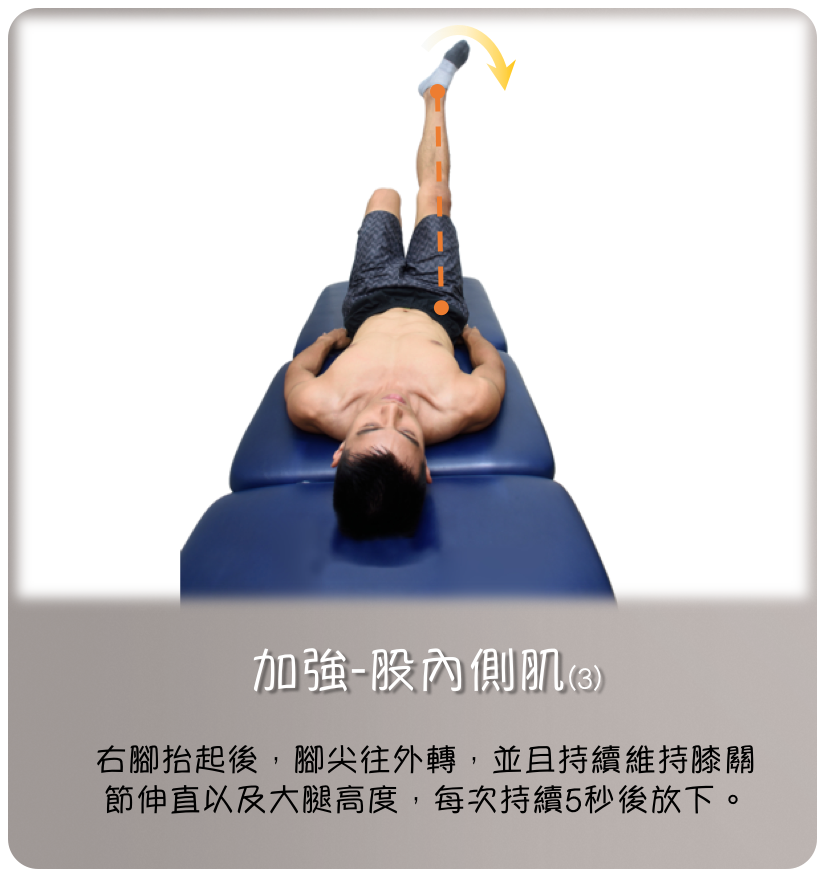 加強-股內側肌(3)
右腳抬起後，腳尖往外轉，並且持續維持膝關
節伸直以及大腿高度，每次持續5秒後放下。